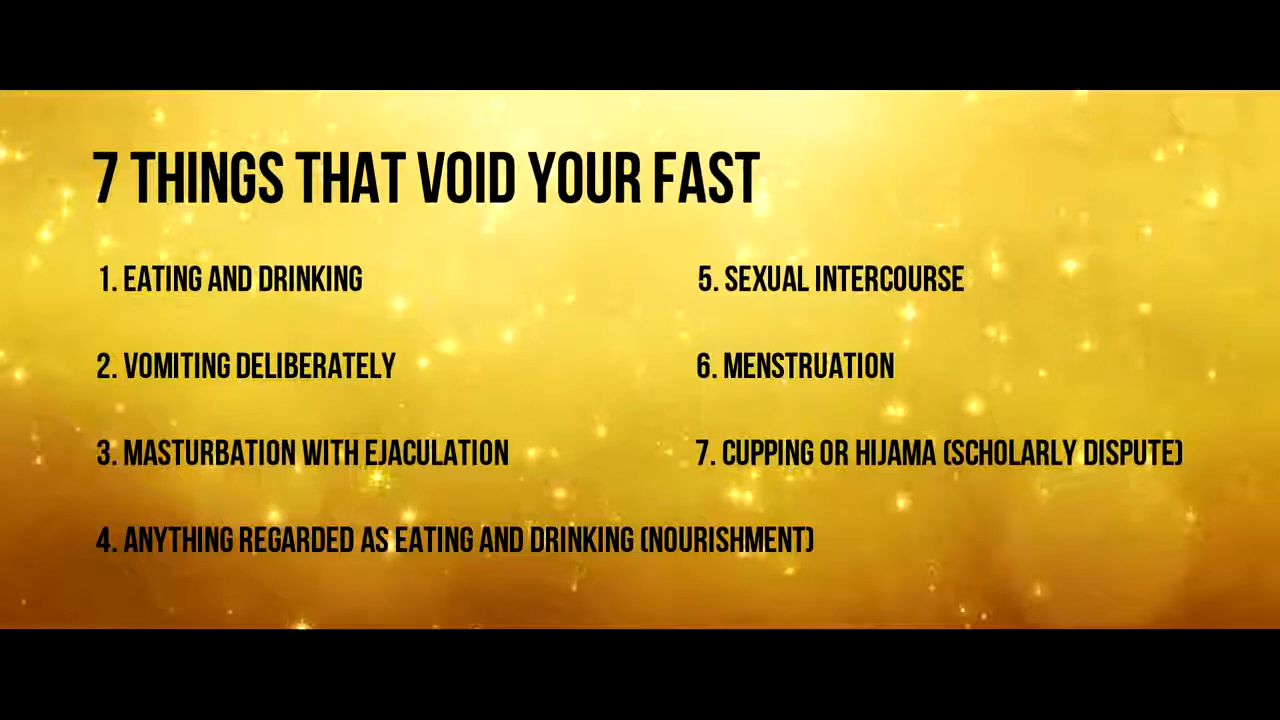 7 THINGS THAT VOID YOUR FAST
1. EATING AND DRINKING
2. VOMITING DELIBERATELY
3. MASTURBATION WITH EJACULATION
4. ANYTHING REGARDED AS EATING AND DRINKING (NOURISHMENT)
5. SEXUAL INTERCOURSE
6. MENSTRUATION
7. CUPPING OR HIJAMA (SCHOLARLY DISPUTE)